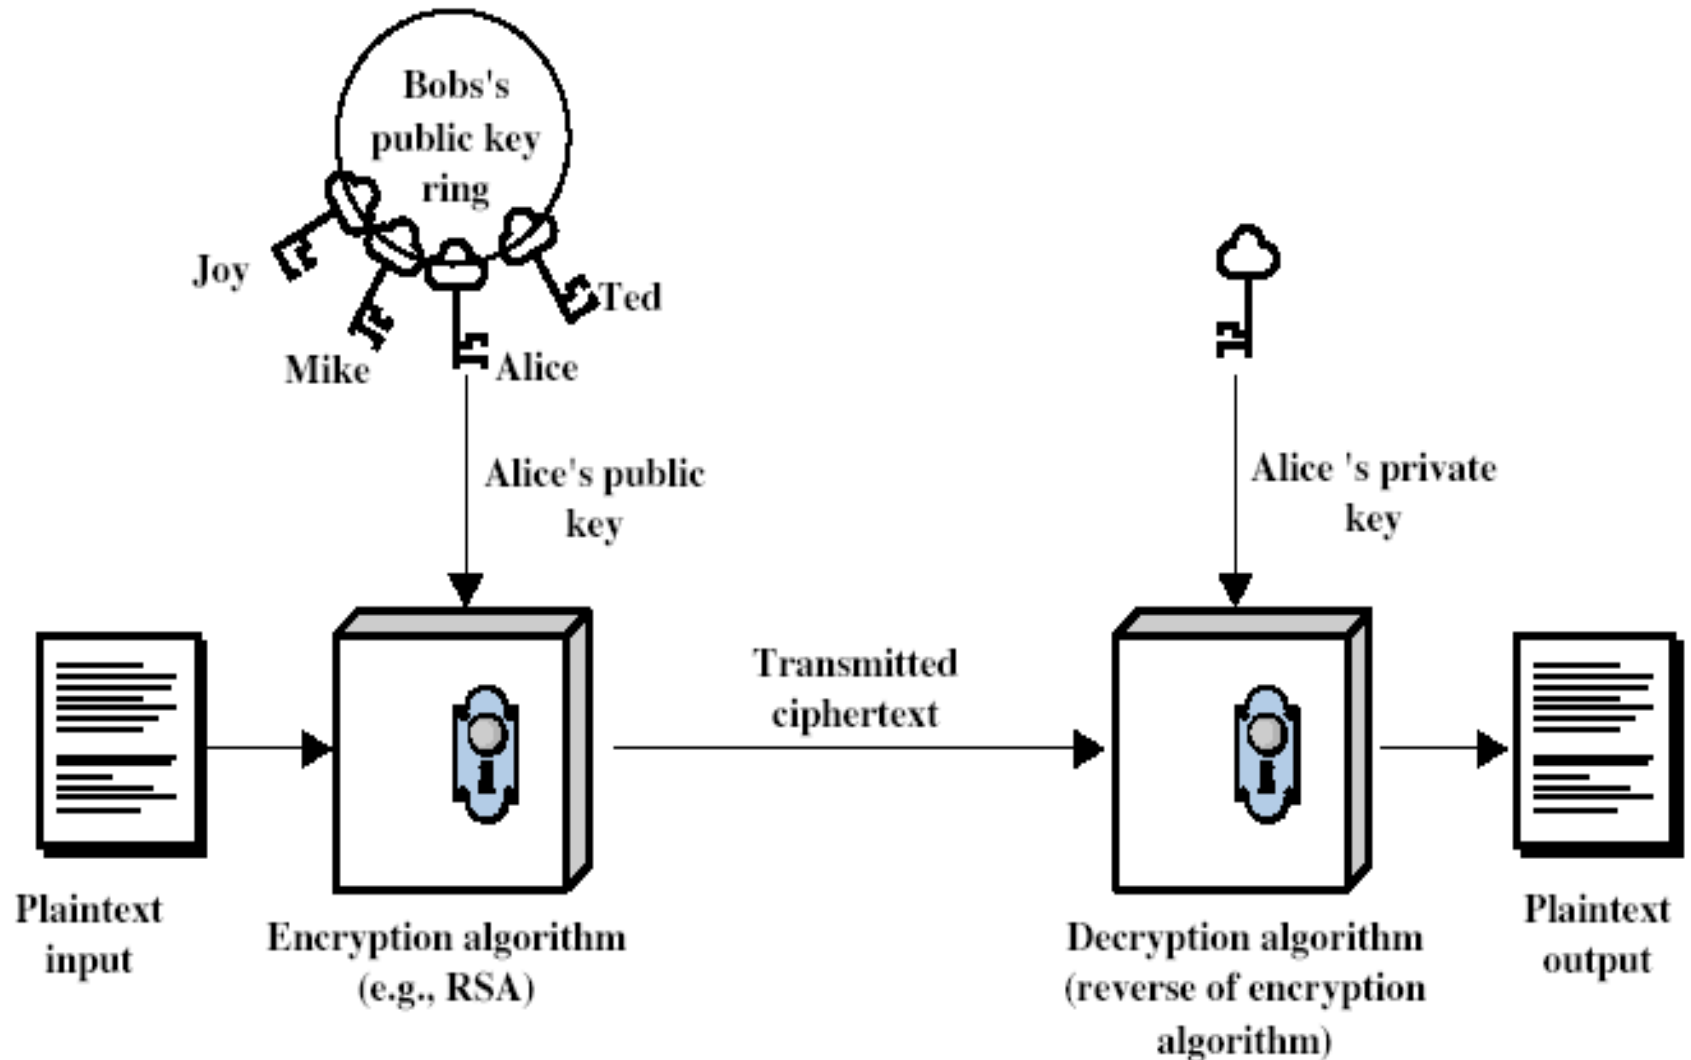 Bobs's
public key
ring
Joy
Ted
Mike
Alice
Alice's public
key
Alice 's private
key
Transmitted
ciphertext
Plaintext
input
Encryption algorithm
(e.g., RSA)
Decryption algorithm
(reverse of encryption
algorithm)
Plaintext
output